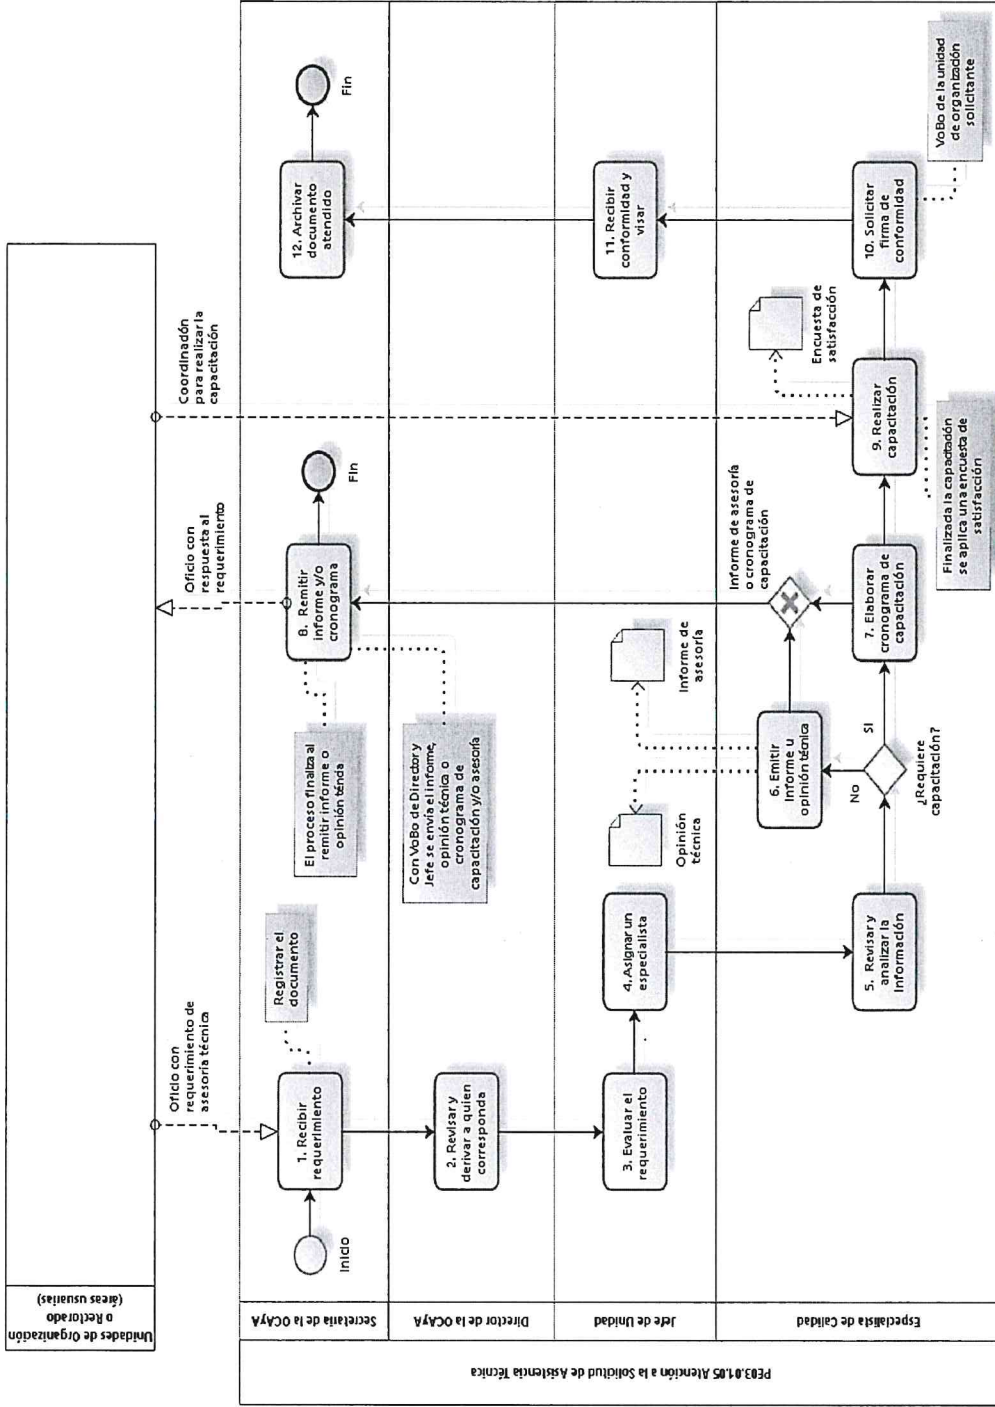 Unidades de Organización
o Rectorado
(áreas usuarias)
PE03.01.05 Atención a la Solicitud de Asistencia Técnica
Secretaria de la OCAyA
Director de la OCAyA
Jefe de Unidad
Especialista de Calidad
Oficio con
requerimiento de
asesoría técnica
Oficio con
respuesta al
requerimiento
Coordinadón
para realizar la
capacitación
Inicio
1. Recibir
requerimiento
Registrar el
documento
El proceso finaliza al
remitir informe o
opinión ténda
8. Remitir
informe y/o
cronograma
Fin
12. Archivar
documento
atendido
Fin
2. Revisar y
derivar a quien
corresponda
Con VoBo de Director y
Jefe se envía el informe,
opinión técnica o
cronograma de
capacitación y/o asesoría
3. Evaluar el
requerimiento
4. Asignar un
especialista
Opinión
técnica
Informe de
asesoría
11. Recibir
conformidad y
visar
5. Revisar y
analizar la
Información
¿Requiere
capacitación?
No
SI
6. Emitir
Informe u
opinión técnica
Informe de asesoría
o cronograma de
capacitación
7. Elaborar
cronograma de
capacitación
9. Realizar
capacitación
Encuesta de
satisfacción
Finalizada la capacitadón
se aplica una encuesta de
satisfacción
10. Solicitar
firma de
conformidad
VoBo de la unidad
de organización
solicitante